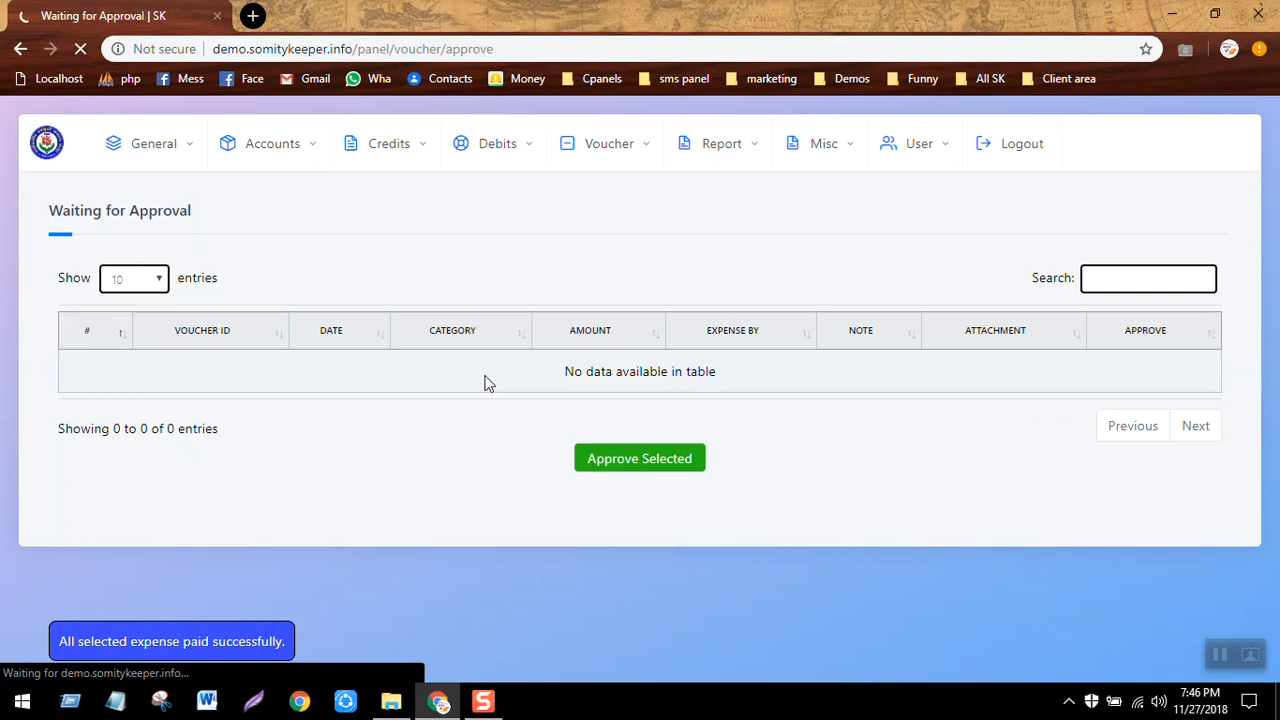 Waiting for Approval | SK
Not secure | demo.somitykeeper.info/panel/voucher/approve
Localhost php Mess Face Gmail Wha Contacts Money Cpanels sms panel marketing Demos Funny All SK Client area
General Accounts Credits Debits Voucher Report Misc User Logout
Waiting for Approval
Show 10 entries Search:
# VOUCHER ID DATE CATEGORY AMOUNT EXPENSE BY NOTE ATTACHMENT APPROVE
No data available in table
Showing 0 to 0 of 0 entries Previous Next
Approve Selected
All selected expense paid successfully.
Waiting for demo.somitykeeper.info...
7:46 PM
11/27/2018